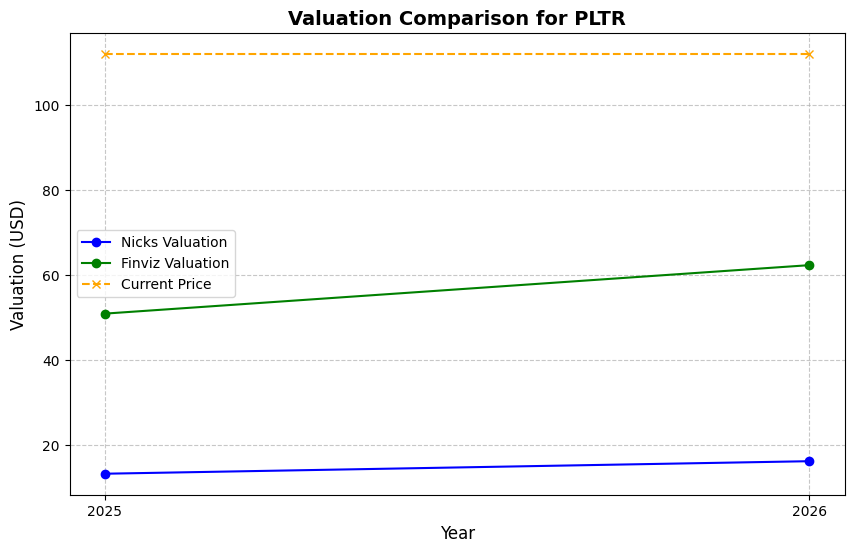 Valuation Comparison for PLTR
Valuation (USD)
100
80
60
40
20
Nicks Valuation
Finviz Valuation
Current Price
2025
2026
Year